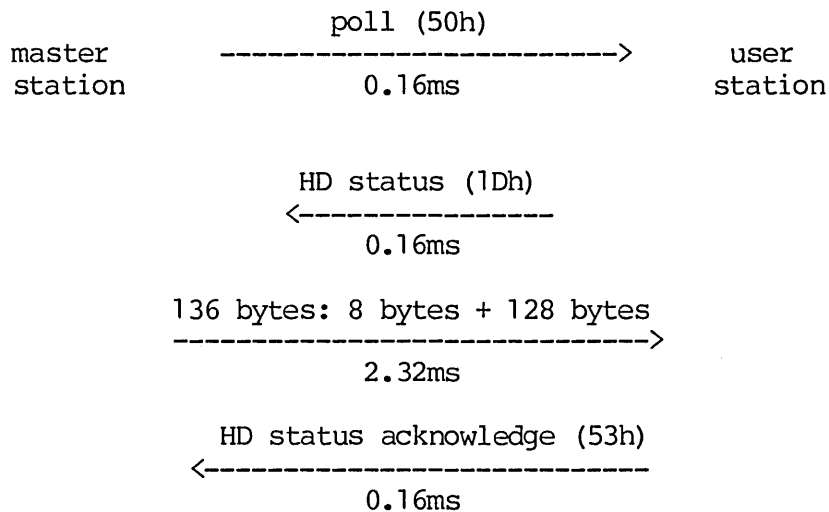 poll (50h)
master ------------------------> user
station 0.16ms station
HD status (1Dh)
<----------------
0.16ms
136 bytes: 8 bytes + 128 bytes
------------------------------>
2.32ms
HD status acknowledge (53h)
<---------------------------
0.16ms